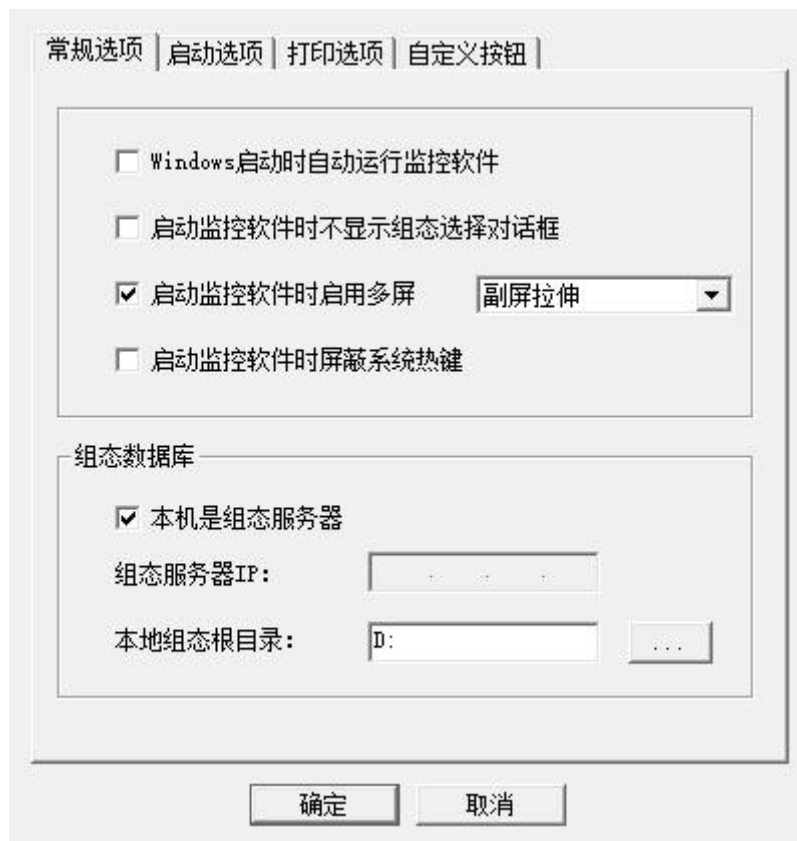 常规选项 启动选项 打印选项 自定义按钮
Windows启动时自动运行监控软件
启动监控软件时不显示组态选择对话框
启动监控软件时启用多屏 副屏拉伸
启动监控软件时屏蔽系统热键
组态数据库
本机是组态服务器
组态服务器IP: . . .
本地组态根目录: D: ...
确定 取消